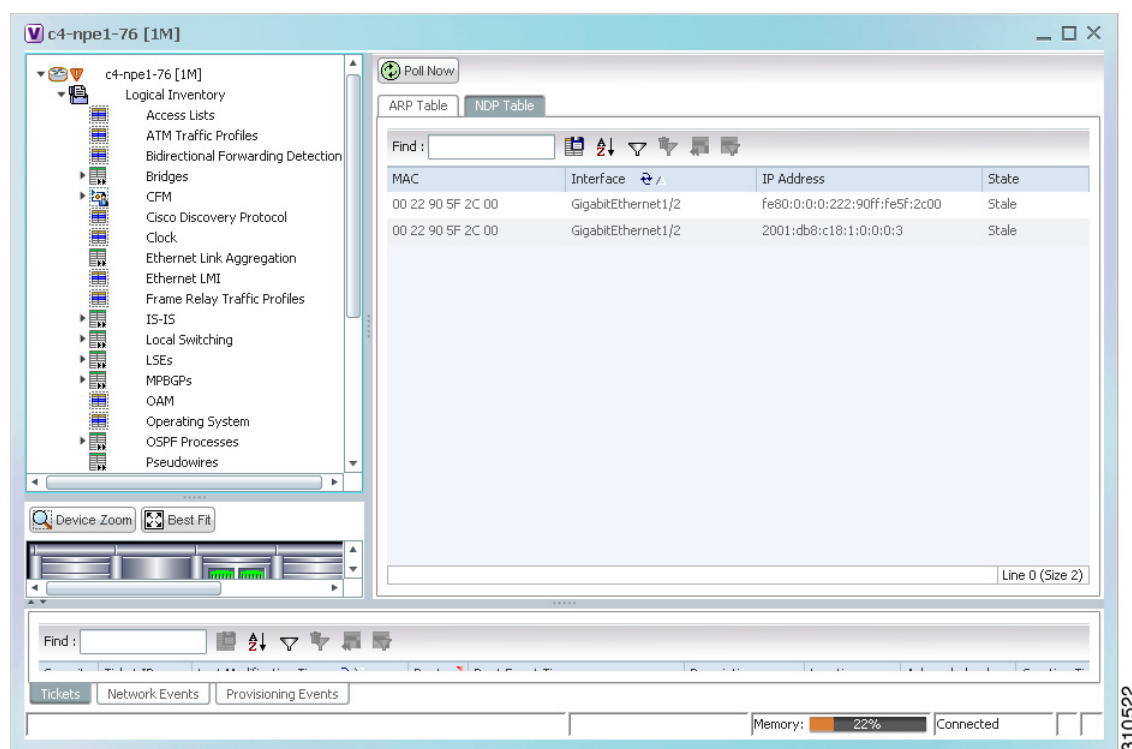 c4-npe1-76 [1M]
c4-npe1-76 [1M]
Logical Inventory
Access Lists
ATM Traffic Profiles
Bidirectional Forwarding Detection
Bridges
CFM
Cisco Discovery Protocol
Clock
Ethernet Link Aggregation
Ethernet LMI
Frame Relay Traffic Profiles
IS-IS
Local Switching
LSEs
MPBGPs
OAM
Operating System
OSPF Processes
Pseudowires
Device Zoom Best Fit
Poll Now
ARP Table NDP Table
Find :
MAC Interface IP Address State
00 22 90 5F 2C 00 GigabitEthernet1/2 fe80:0:0:0:222:90ff:fe5f:2c00 Stale
00 22 90 5F 2C 00 GigabitEthernet1/2 2001:db8:c18:1:0:0:0:3 Stale
Line 0 (Size 2)
Find :
Tickets Network Events Provisioning Events
Memory: 22% Connected
310522